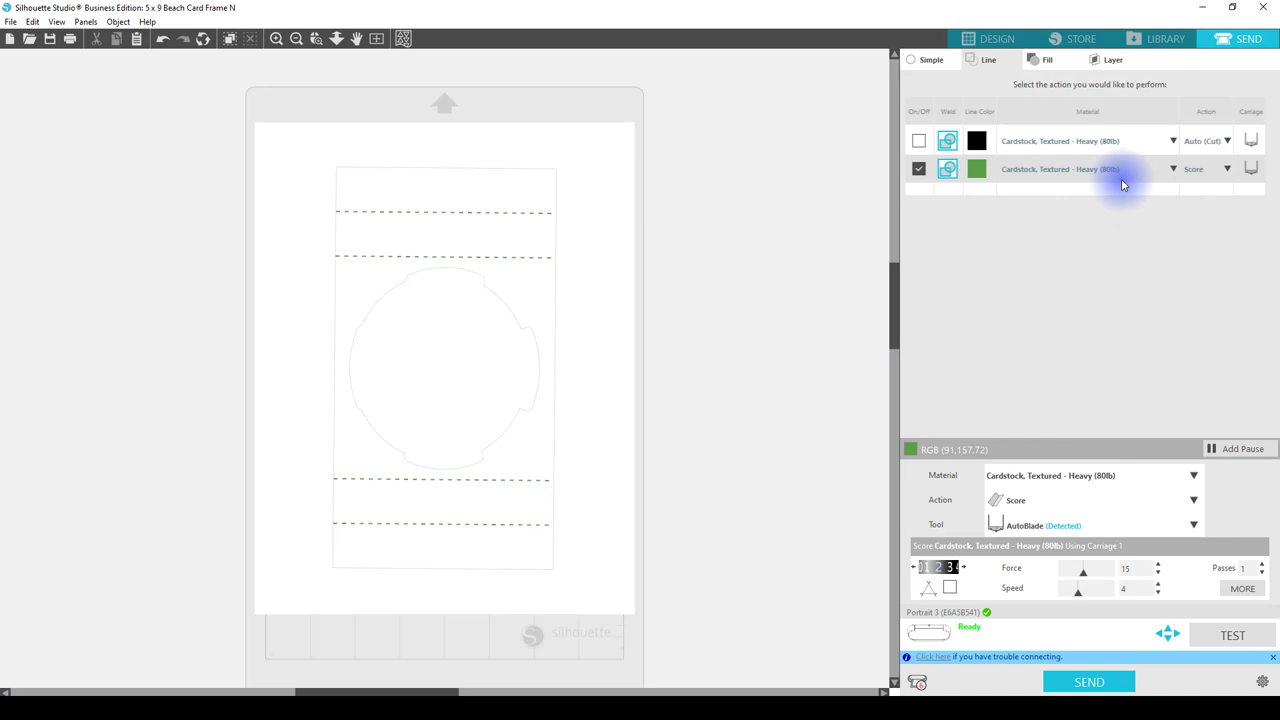 Silhouette Studio® Business Edition: 5 x 9 Beach Card Frame N
File Edit View Panels Object Help
DESIGN STORE LIBRARY SEND
Simple Line Fill Layer
Select the action you would like to perform:
On/Off Weld Line Color Material Action Carriage
Cardstock, Textured - Heavy (80lb) Auto (Cut)
Cardstock, Textured - Heavy (80lb) Score
RGB (91,157,72) Add Pause
Material Cardstock, Textured - Heavy (80lb)
Action Score
Tool AutoBlade (Detected)
Score Cardstock, Textured - Heavy (80lb) Using Carriage 1
1 2 3 Force 15 Passes 1
Speed 4 MORE
Portrait 3 (E6A5B541)
Ready
silhouette
TEST
Click here if you have trouble connecting.
SEND